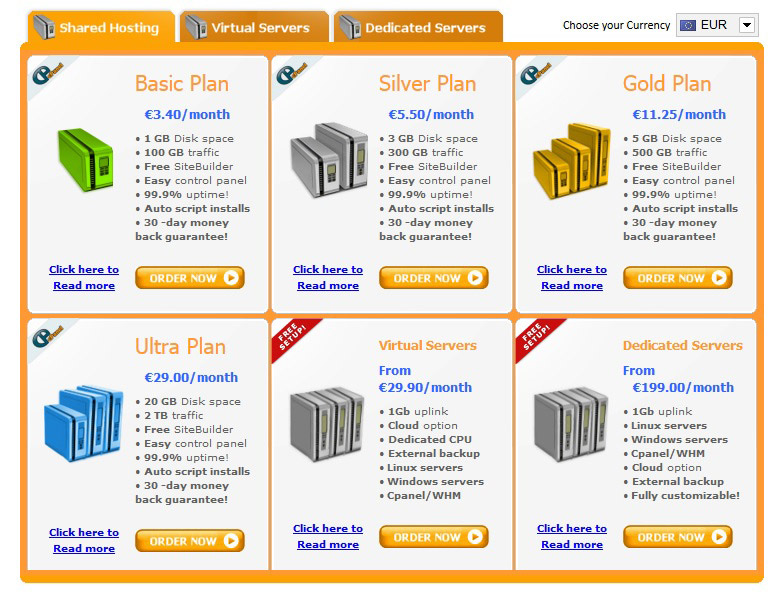 Shared Hosting
Virtual Servers
Dedicated Servers
Choose your Currency
EUR
Basic Plan
€3.40/month
• 1 GB Disk space
• 100 GB traffic
• Free SiteBuilder
• Easy control panel
• 99.9% uptime!
• Auto script installs
• 30 -day money
back guarantee!
Click here to
Read more
ORDER NOW
Silver Plan
€5.50/month
• 3 GB Disk space
• 300 GB traffic
• Free SiteBuilder
• Easy control panel
• 99.9% uptime!
• Auto script installs
• 30 -day money
back guarantee!
Click here to
Read more
ORDER NOW
Gold Plan
€11.25/month
• 5 GB Disk space
• 500 GB traffic
• Free SiteBuilder
• Easy control panel
• 99.9% uptime!
• Auto script installs
• 30 -day money
back guarantee!
Click here to
Read more
ORDER NOW
Ultra Plan
€29.00/month
• 20 GB Disk space
• 2 TB traffic
• Free SiteBuilder
• Easy control panel
• 99.9% uptime!
• Auto script installs
• 30 -day money
back guarantee!
Click here to
Read more
ORDER NOW
FREE
SETUP!
Virtual Servers
From
€29.90/month
• 1Gb uplink
• Cloud option
• Dedicated CPU
• External backup
• Linux servers
• Windows servers
• Cpanel/WHM
Click here to
Read more
ORDER NOW
FREE
SETUP!
Dedicated Servers
From
€199.00/month
• 1Gb uplink
• Linux servers
• Windows servers
• Cpanel/WHM
• Cloud option
• External backup
• Fully customizable!
Click here to
Read more
ORDER NOW